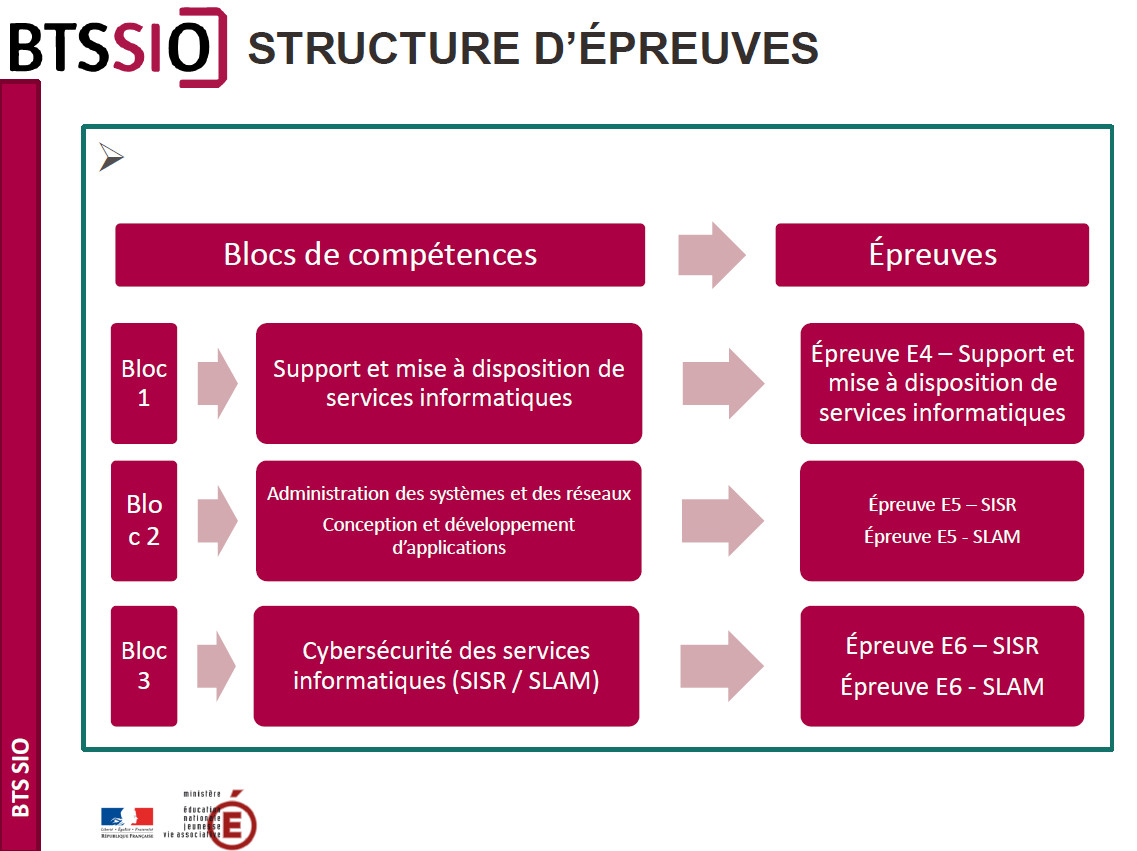 BTSSIO STRUCTURE D’ÉPREUVES
Blocs de compétences
Épreuves
Bloc
1
Support et mise à disposition de
services informatiques
Épreuve E4 – Support et
mise à disposition de
services informatiques
Blo
c 2
Administration des systèmes et des réseaux
Conception et développement
d’applications
Épreuve E5 – SISR
Épreuve E5 - SLAM
Bloc
3
Cybersécurité des services
informatiques (SISR / SLAM)
Épreuve E6 – SISR
Épreuve E6 - SLAM
BTS SIO
Liberté • Égalité • Fraternité
RÉPUBLIQUE FRANÇAISE
ministère
éducation
nationale
jeunesse
vie associative
É